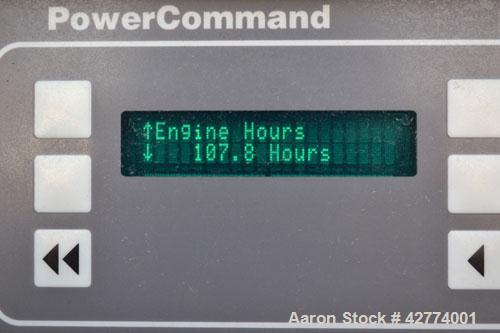 PowerCommand
↑Engine Hours
↓ 107.8 Hours
Aaron Stock # 42774001